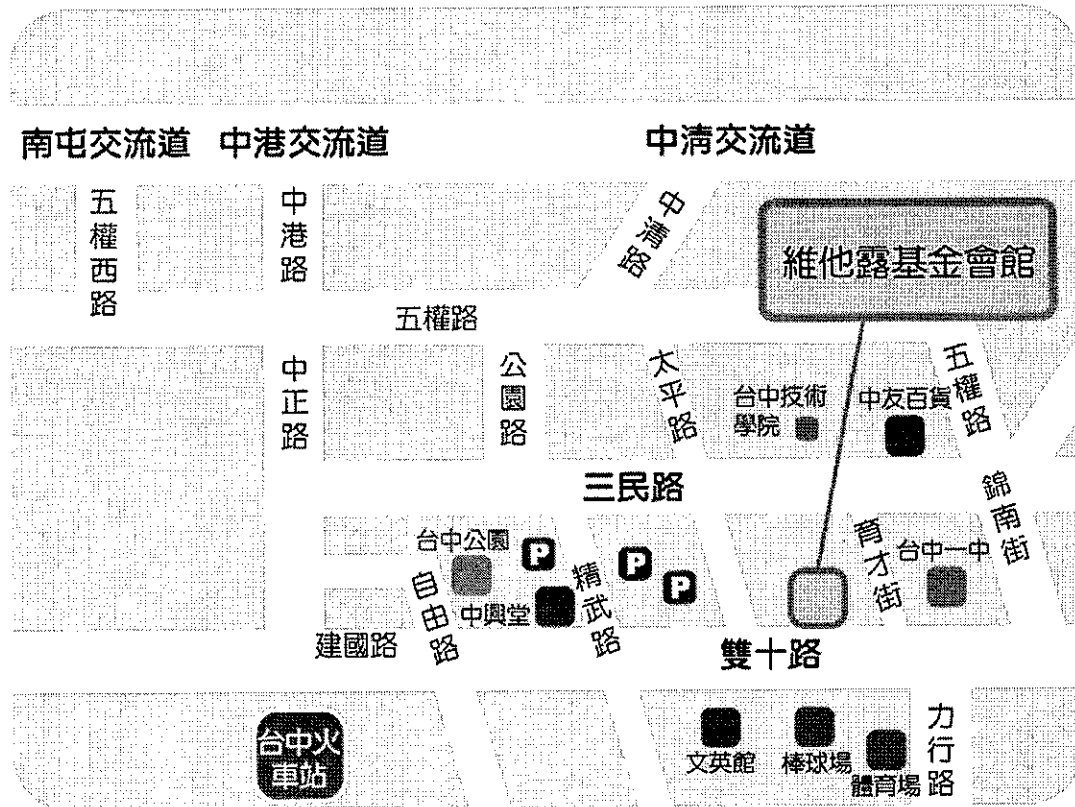 南屯交流道
中港交流道
中清交流道
五權西路
中港路
中清路
維他露基金會館
五權路
中正路
公園路
太平路
台中技術
學院
中友百貨
五權路
三民路
錦南街
台中公園
P
P
P
育才街
台中一中
自由路
中興堂
精武路
建國路
雙十路
台中火
車站
文英館
棒球場
體育場
力行路